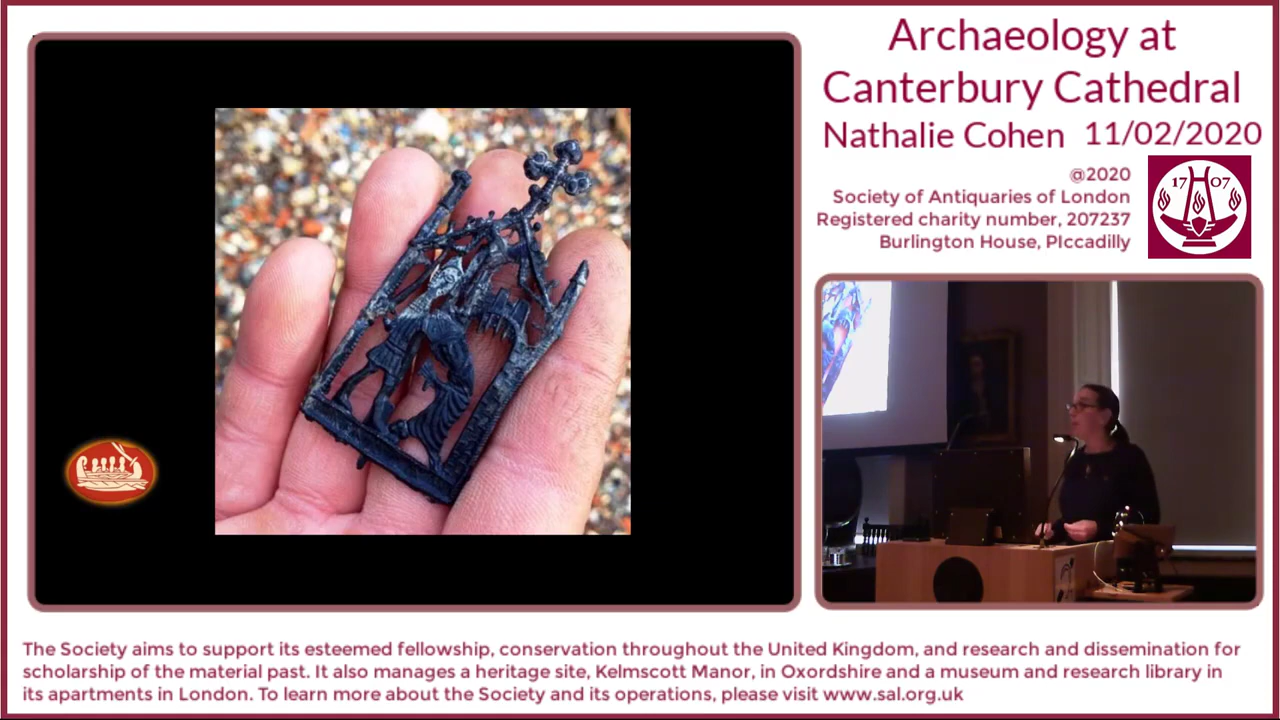 Archaeology at
Canterbury Cathedral
Nathalie Cohen 11/02/2020
@2020
Society of Antiquaries of London
Registered charity number, 207237
Burlington House, PIccadilly
17 07
The Society aims to support its esteemed fellowship, conservation throughout the United Kingdom, and research and dissemination for
scholarship of the material past. It also manages a heritage site, Kelmscott Manor, in Oxordshire and a museum and research library in
its apartments in London. To learn more about the Society and its operations, please visit www.sal.org.uk